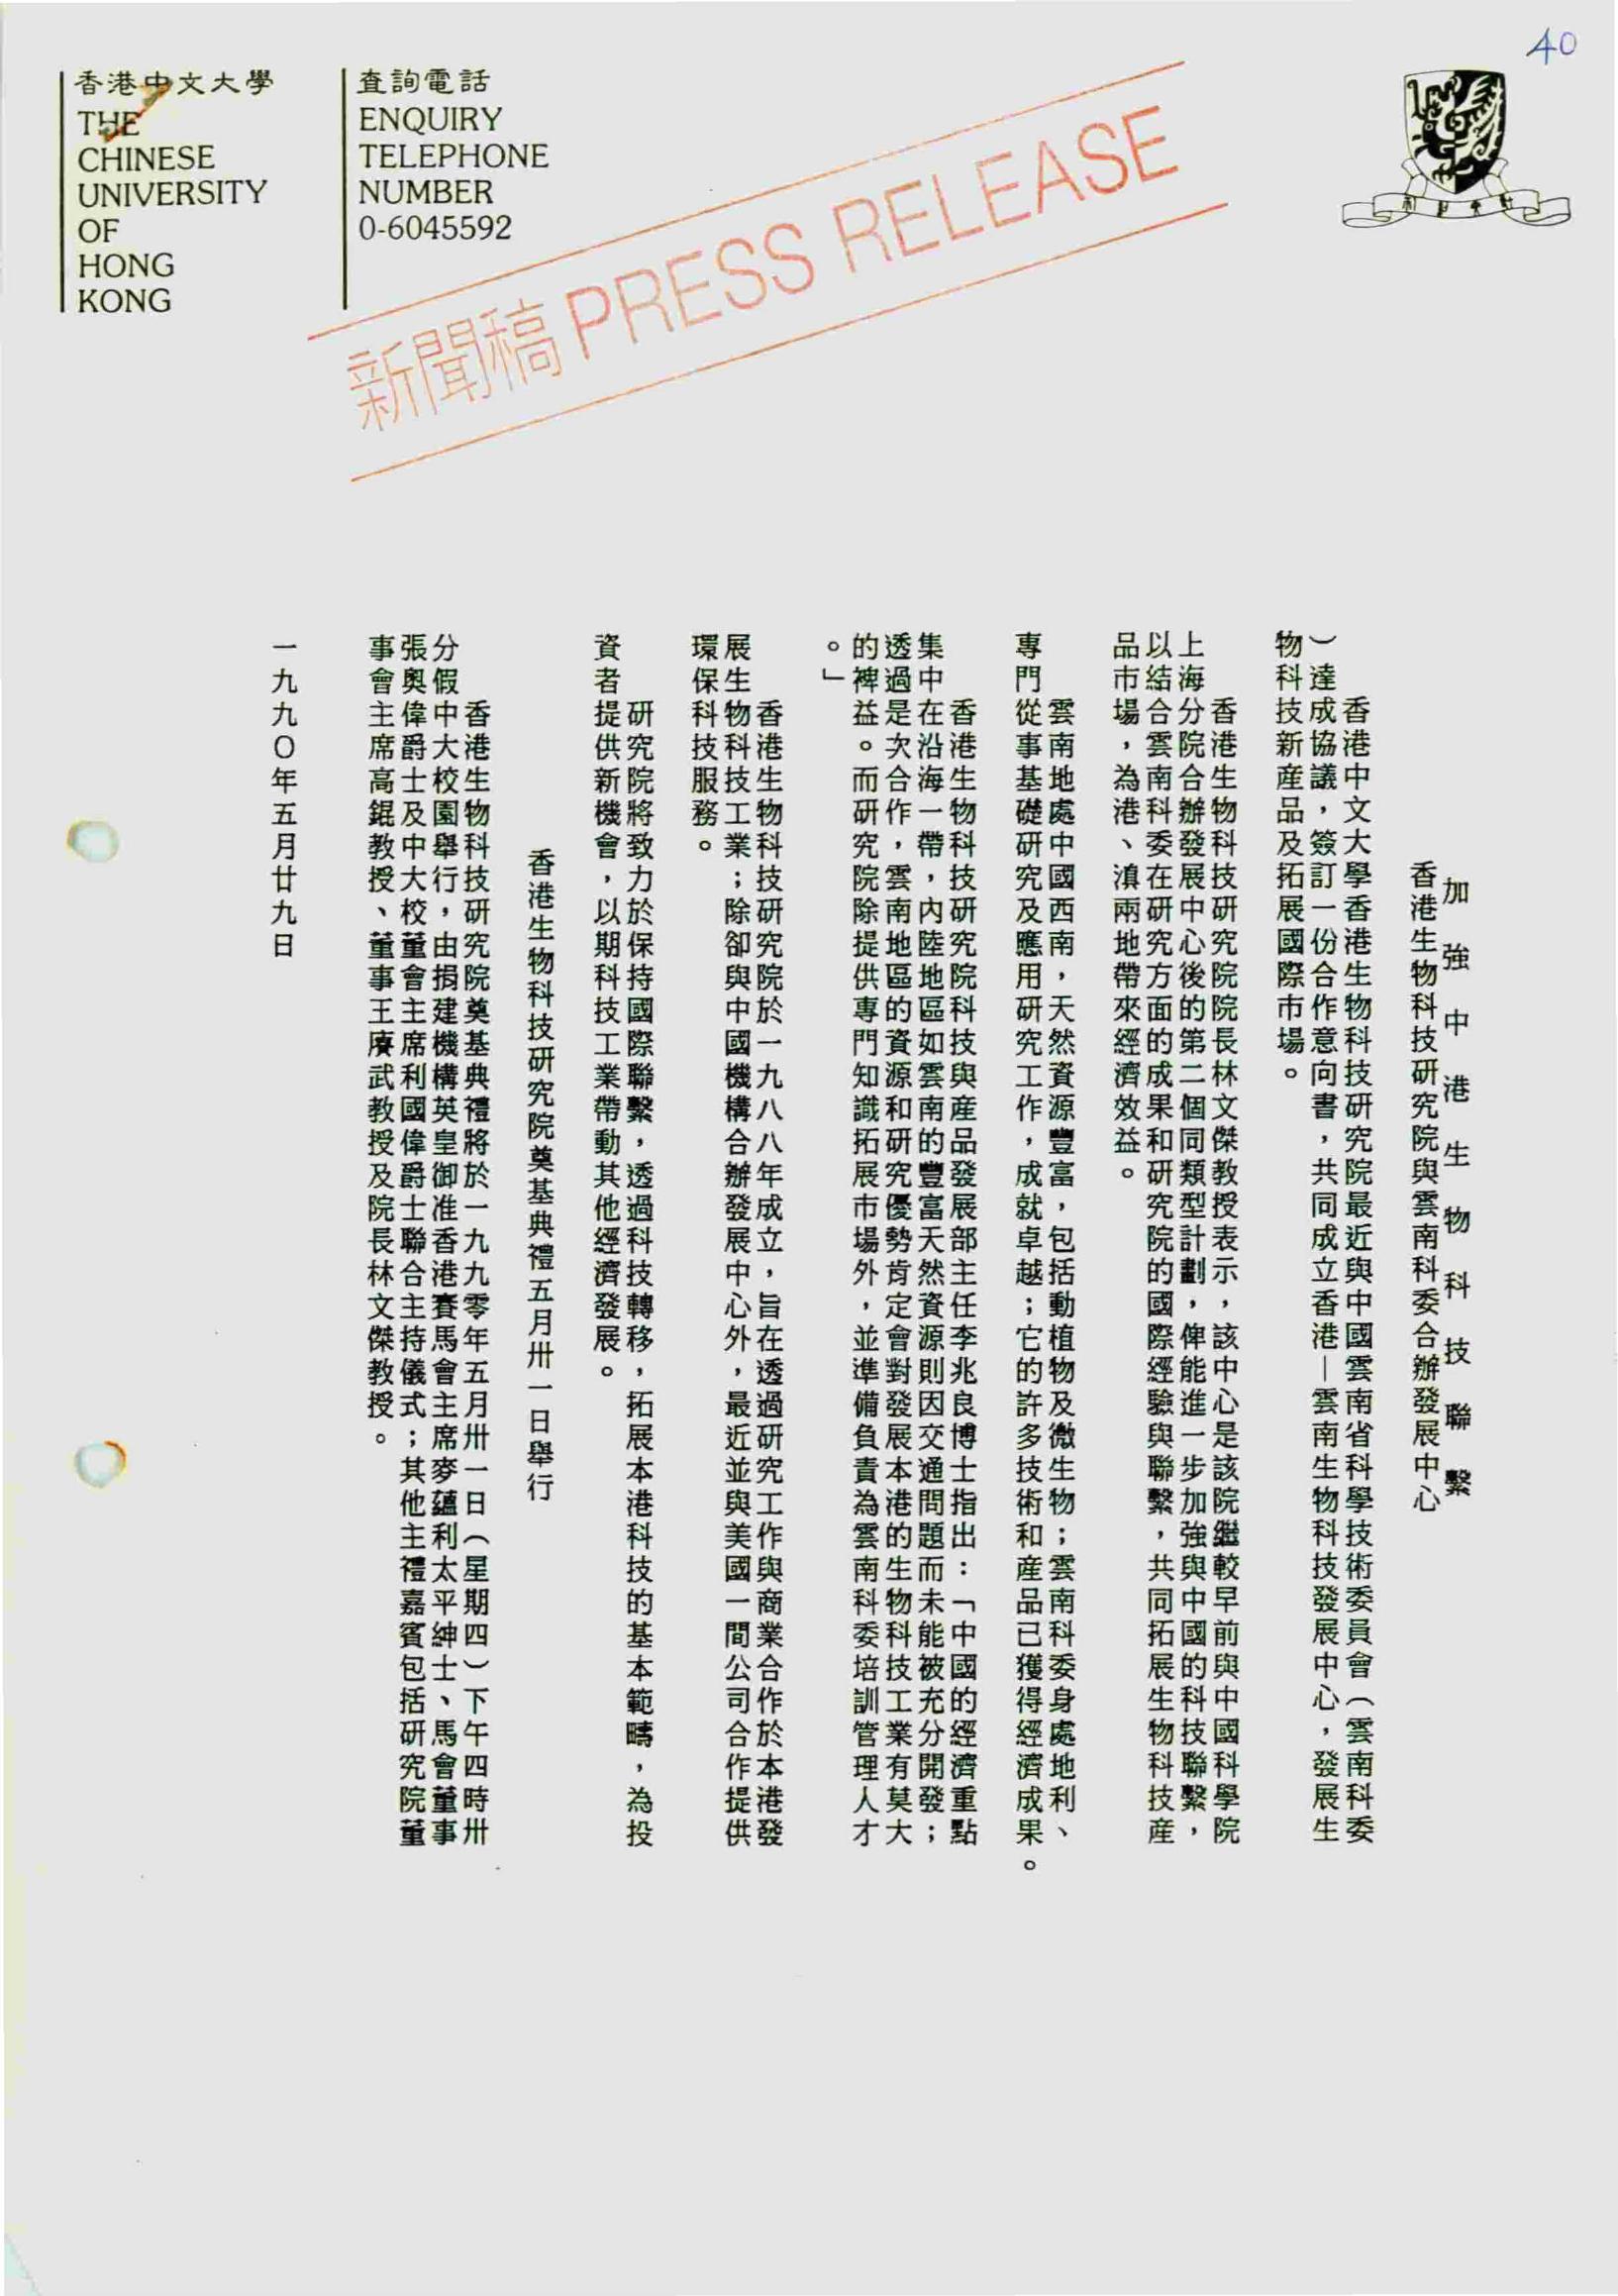 40
香港中文大學
THE
CHINESE
UNIVERSITY
OF
HONG
KONG
查詢電話
ENQUIRY
TELEPHONE
NUMBER
0-6045592
新聞稿 PRESS RELEASE
加強中港生物科技聯繫
香港生物科技研究院與雲南科委合辦發展中心
香港中文大學香港生物科技研究院最近與中國雲南省科學技術委員會（雲南科委
）達成協議，簽訂一份合作意向書，共同成立香港—雲南生物科技發展中心，發展生
物科技新產品及拓展國際市場。
香港生物科技研究院院長林文傑教授表示，該中心是該院繼較早前與中國科學院
上海分院合辦發展中心後的第二個同類型計劃，俾能進一步加強與中國的科技聯繫，
以結合雲南科委在研究方面的成果和研究院的國際經驗與聯繫，共同拓展生物科技產
品市場，為港、滇兩地帶來經濟效益。
雲南地處中國西南，天然資源豐富，包括動植物及微生物；雲南科委身處地利、
專門從事基礎研究及應用研究工作，成就卓越；它的許多技術和產品已獲得經濟成果。
香港生物科技研究院科技與產品發展部主任李兆良博士指出：「中國的經濟重點
集中在沿海一帶，內陸地區如雲南的豐富天然資源則因交通問題而未能被充分開發；
透過是次合作，雲南地區的資源和研究優勢肯定會對發展本港的生物科技工業有莫大
的裨益。而研究院除提供專門知識拓展市場外，並準備負責為雲南科委培訓管理人才
。」
香港生物科技研究院於一九八八年成立，旨在透過研究工作與商業合作於本港發
展生物科技工業；除卻與中國機構合辦發展中心外，最近並與美國一間公司合作提供
環保科技服務。
研究院將致力於保持國際聯繫，透過科技轉移，拓展本港科技的基本範疇，為投
資者提供新機會，以期科技工業帶動其他經濟發展。
香港生物科技研究院奠基典禮五月卅一日舉行
香港生物科技研究院奠基典禮將於一九九零年五月卅一日（星期四）下午四時卅
分假中大校園舉行，由捐建機構英皇御准香港賽馬會主席麥蘊利太平紳士、馬會董事
張奧偉爵士及中大校董會主席利國偉爵士聯合主持儀式；其他主禮嘉賓包括研究院董
事會主席高錕教授、董事王賡武教授及院長林文傑教授。
一九九〇年五月廿九日